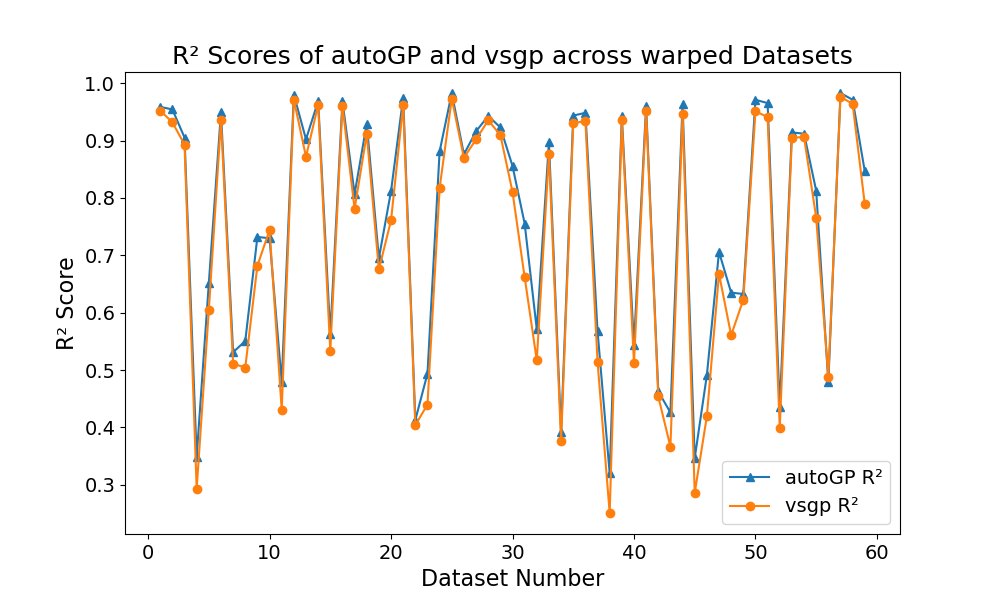 R² Scores of autoGP and vsgp across warped Datasets
R² Score
1.0
0.9
0.8
0.7
0.6
0.5
0.4
0.3
autoGP R²
vsgp R²
0 10 20 30 40 50 60
Dataset Number